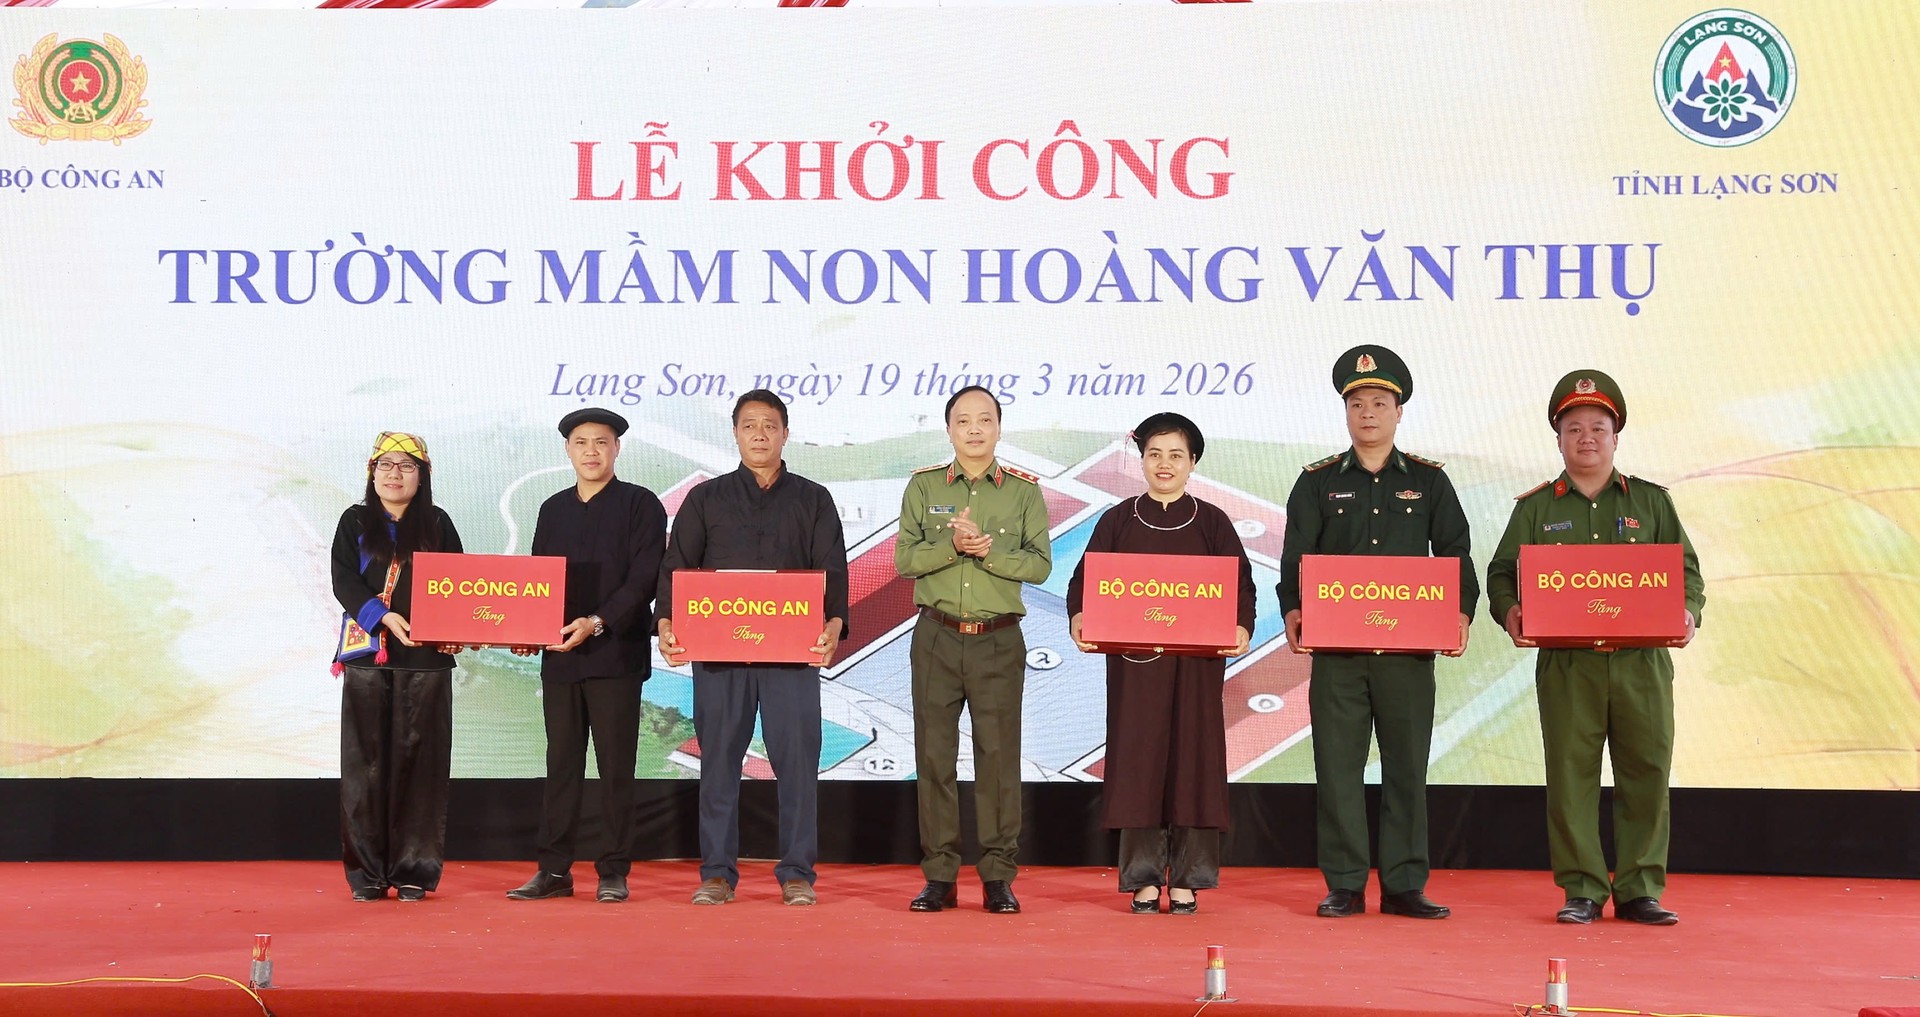 LẠNG SƠN
BỘ CÔNG AN
TỈNH LẠNG SƠN
LỄ KHỞI CÔNG
TRƯỜNG MẦM NON HOÀNG VĂN THỤ
Lạng Sơn, ngày 19 tháng 3 năm 2026
BỘ CÔNG AN
Tặng
BỘ CÔNG AN
Tặng
BỘ CÔNG AN
Tặng
BỘ CÔNG AN
Tặng
BỘ CÔNG AN
Tặng
12